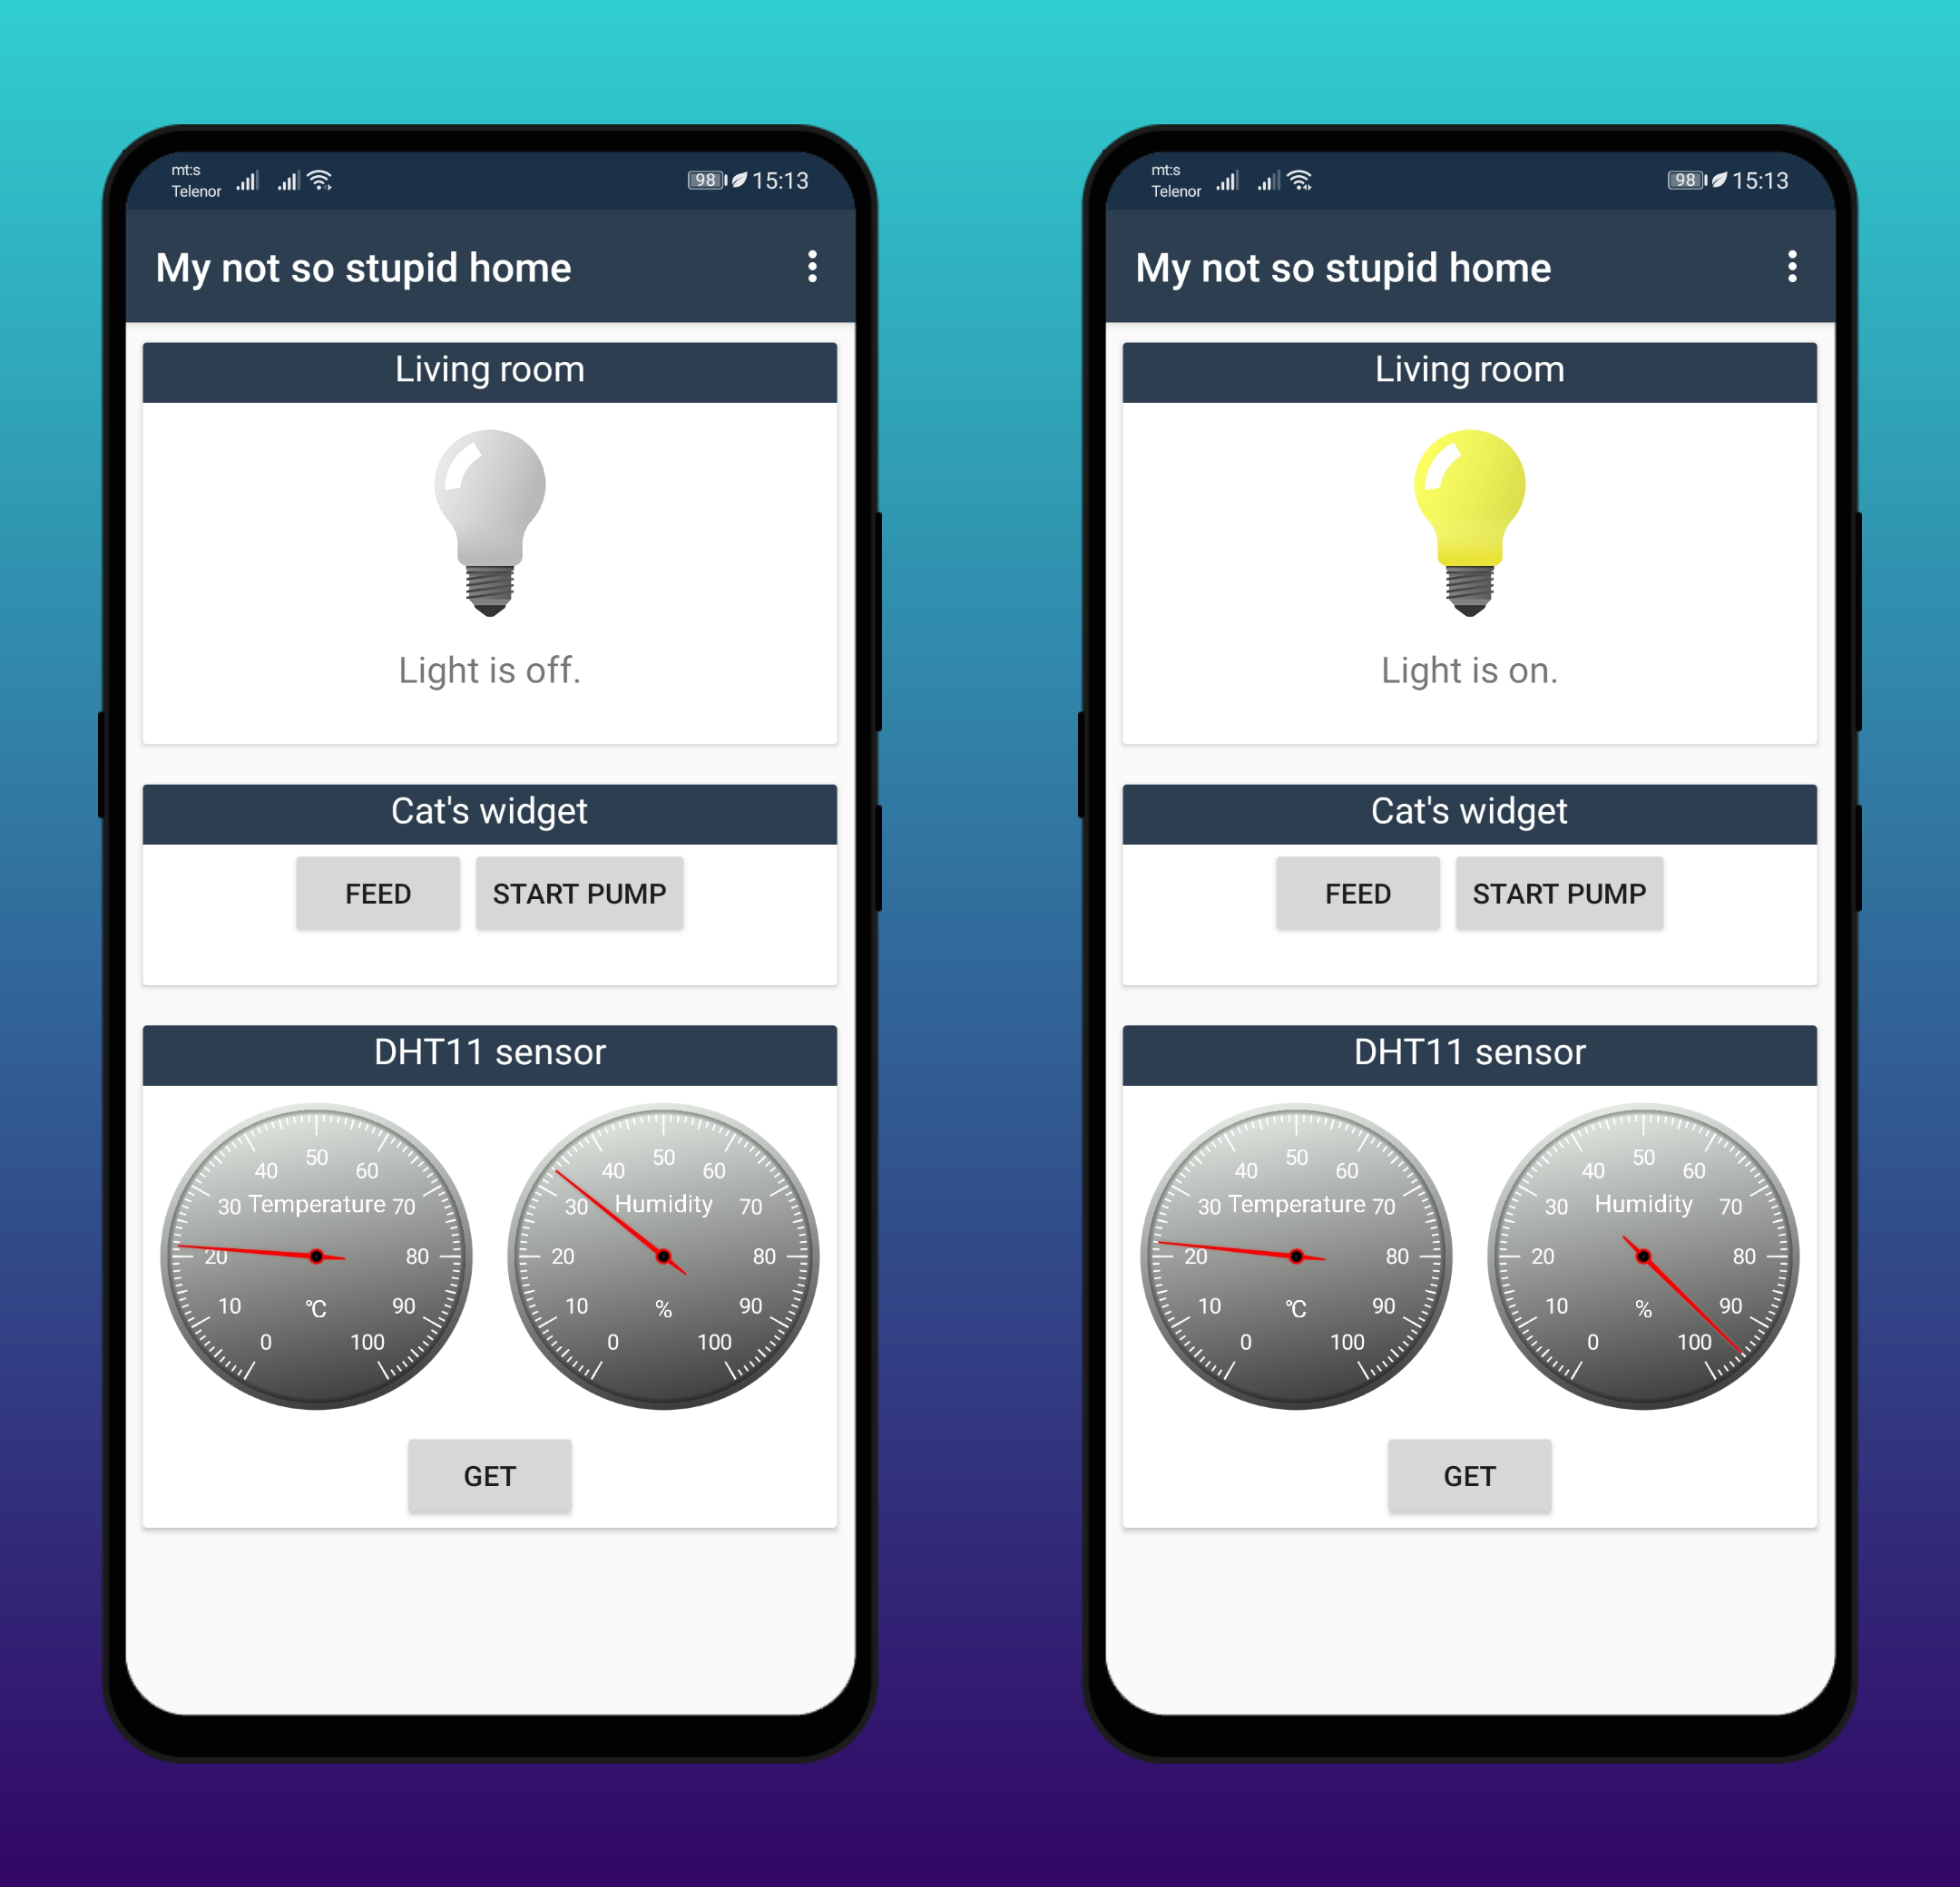 mt:s
Telenor
98
15:13
My not so stupid home
Living room
Light is off.
Cat's widget
FEED START PUMP
DHT11 sensor
0 10 20 30 40 50 60 70 80 90 100
Temperature
°C
0 10 20 30 40 50 60 70 80 90 100
Humidity
%
GET
mt:s
Telenor
98
15:13
My not so stupid home
Living room
Light is on.
Cat's widget
FEED START PUMP
DHT11 sensor
0 10 20 30 40 50 60 70 80 90 100
Temperature
°C
0 10 20 30 40 50 60 70 80 90 100
Humidity
%
GET